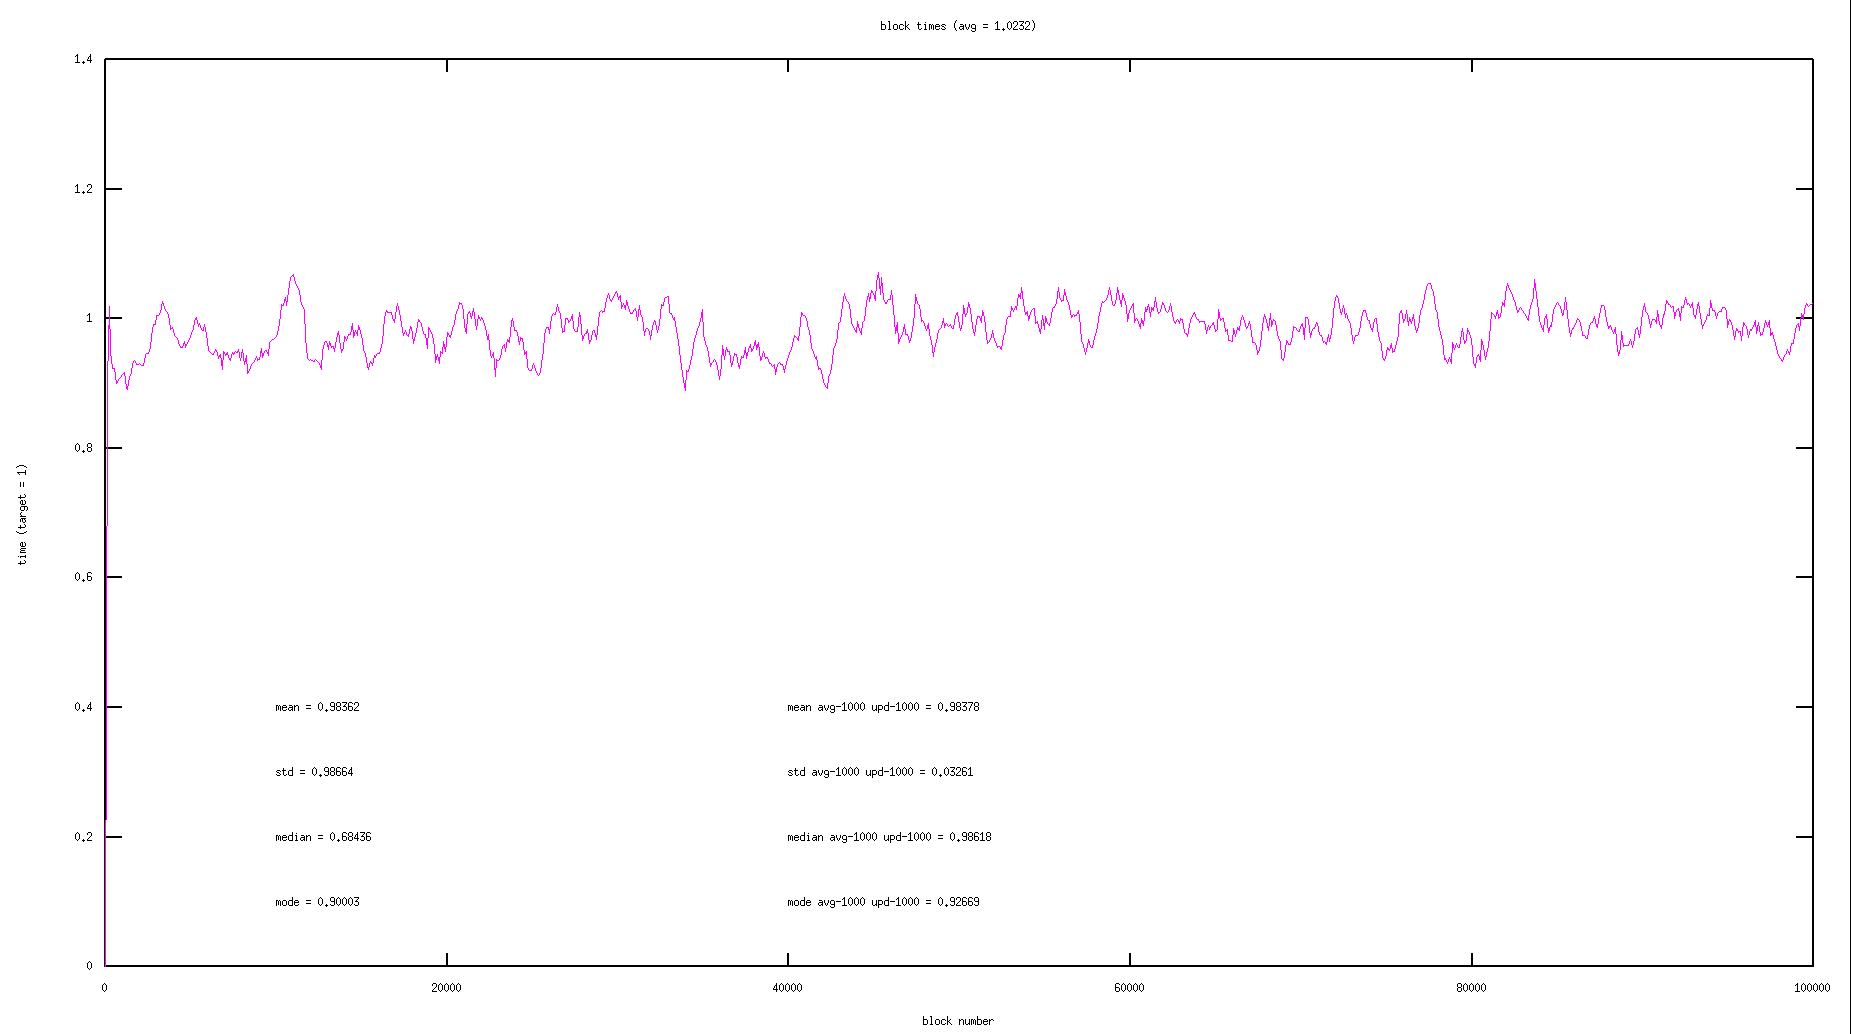 block times (avg = 1.0232)
1.4
1.2
1
0.8
0.6
0.4
0.2
0
time (target = 1)
mean = 0.98362
mean avg-1000 upd-1000 = 0.98378
std = 0.98664
std avg-1000 upd-1000 = 0.03261
median = 0.68436
median avg-1000 upd-1000 = 0.98618
mode = 0.90003
mode avg-1000 upd-1000 = 0.92669
0 20000 40000 60000 80000 100000
block number